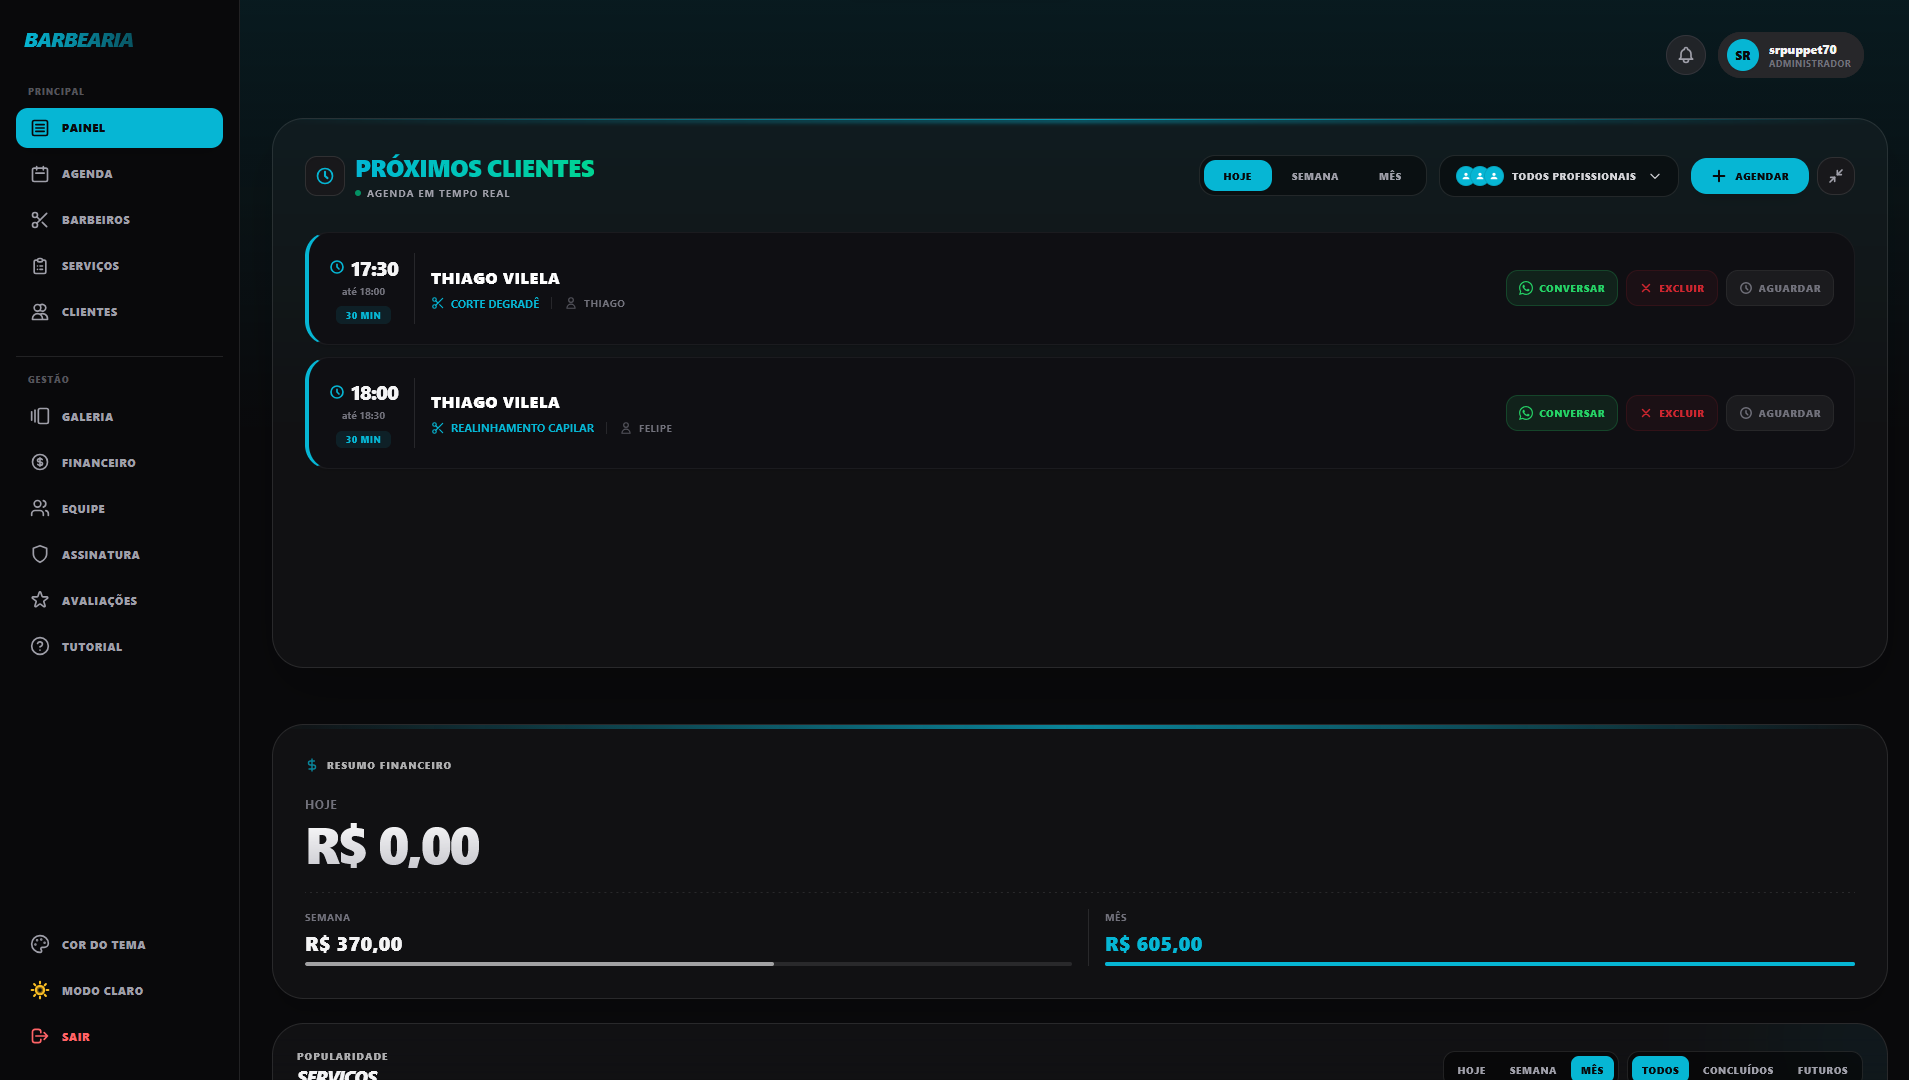 BARBEARIA
PRINCIPAL
PAINEL
AGENDA
BARBEIROS
SERVIÇOS
CLIENTES
GESTÃO
GALERIA
FINANCEIRO
EQUIPE
ASSINATURA
AVALIAÇÕES
TUTORIAL
COR DO TEMA
MODO CLARO
SAIR
SR
srpuppet70
ADMINISTRADOR
PRÓXIMOS CLIENTES
AGENDA EM TEMPO REAL
HOJE SEMANA MÊS
TODOS PROFISSIONAIS
AGENDAR
17:30
até 18:00
30 MIN
THIAGO VILELA
CORTE DEGRADÊ THIAGO
CONVERSAR EXCLUIR AGUARDAR
18:00
até 18:30
30 MIN
THIAGO VILELA
REALINHAMENTO CAPILAR FELIPE
CONVERSAR EXCLUIR AGUARDAR
$ RESUMO FINANCEIRO
HOJE
R$ 0,00
SEMANA
R$ 370,00
MÊS
R$ 605,00
POPULARIDADE
SERVIÇOS
HOJE SEMANA MÊS
TODOS CONCLUÍDOS FUTUROS